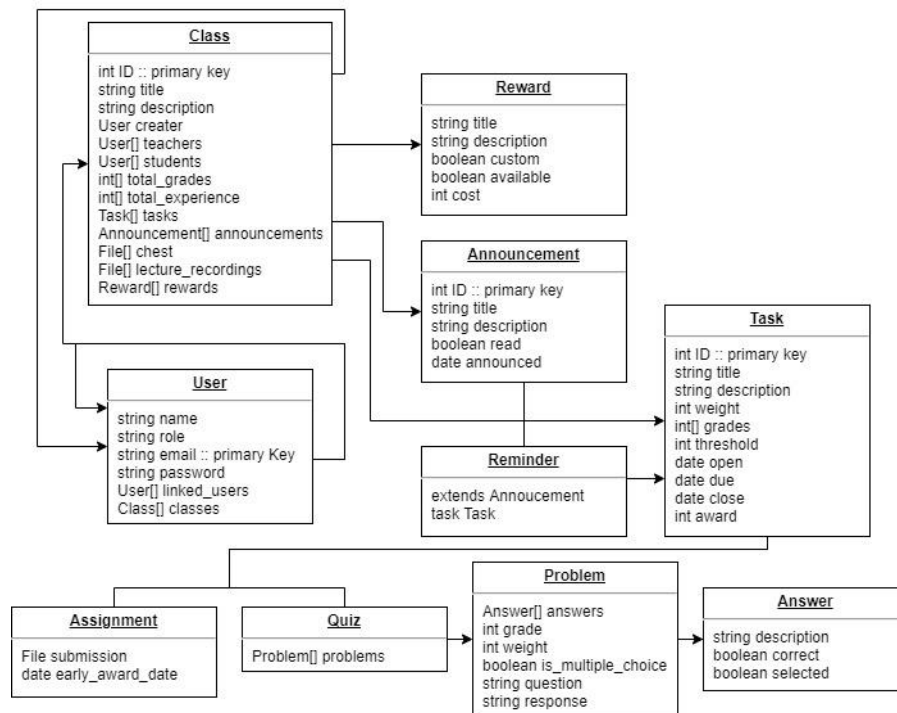 Class
int ID :: primary key
string title
string description
User creater
User[] teachers
User[] students
int[] total_grades
int[] total_experience
Task[] tasks
Announcement[] announcements
File[] chest
File[] lecture_recordings
Reward[] rewards
Reward
string title
string description
boolean custom
boolean available
int cost
Announcement
int ID :: primary key
string title
string description
boolean read
date announced
Task
int ID :: primary key
string title
string description
int weight
int[] grades
int threshold
date open
date due
date close
int award
User
string name
string role
string email :: primary Key
string password
User[] linked_users
Class[] classes
Reminder
extends Annoucement
task Task
Assignment
File submission
date early_award_date
Quiz
Problem[] problems
Problem
Answer[] answers
int grade
int weight
boolean is_multiple_choice
string question
string response
Answer
string description
boolean correct
boolean selected